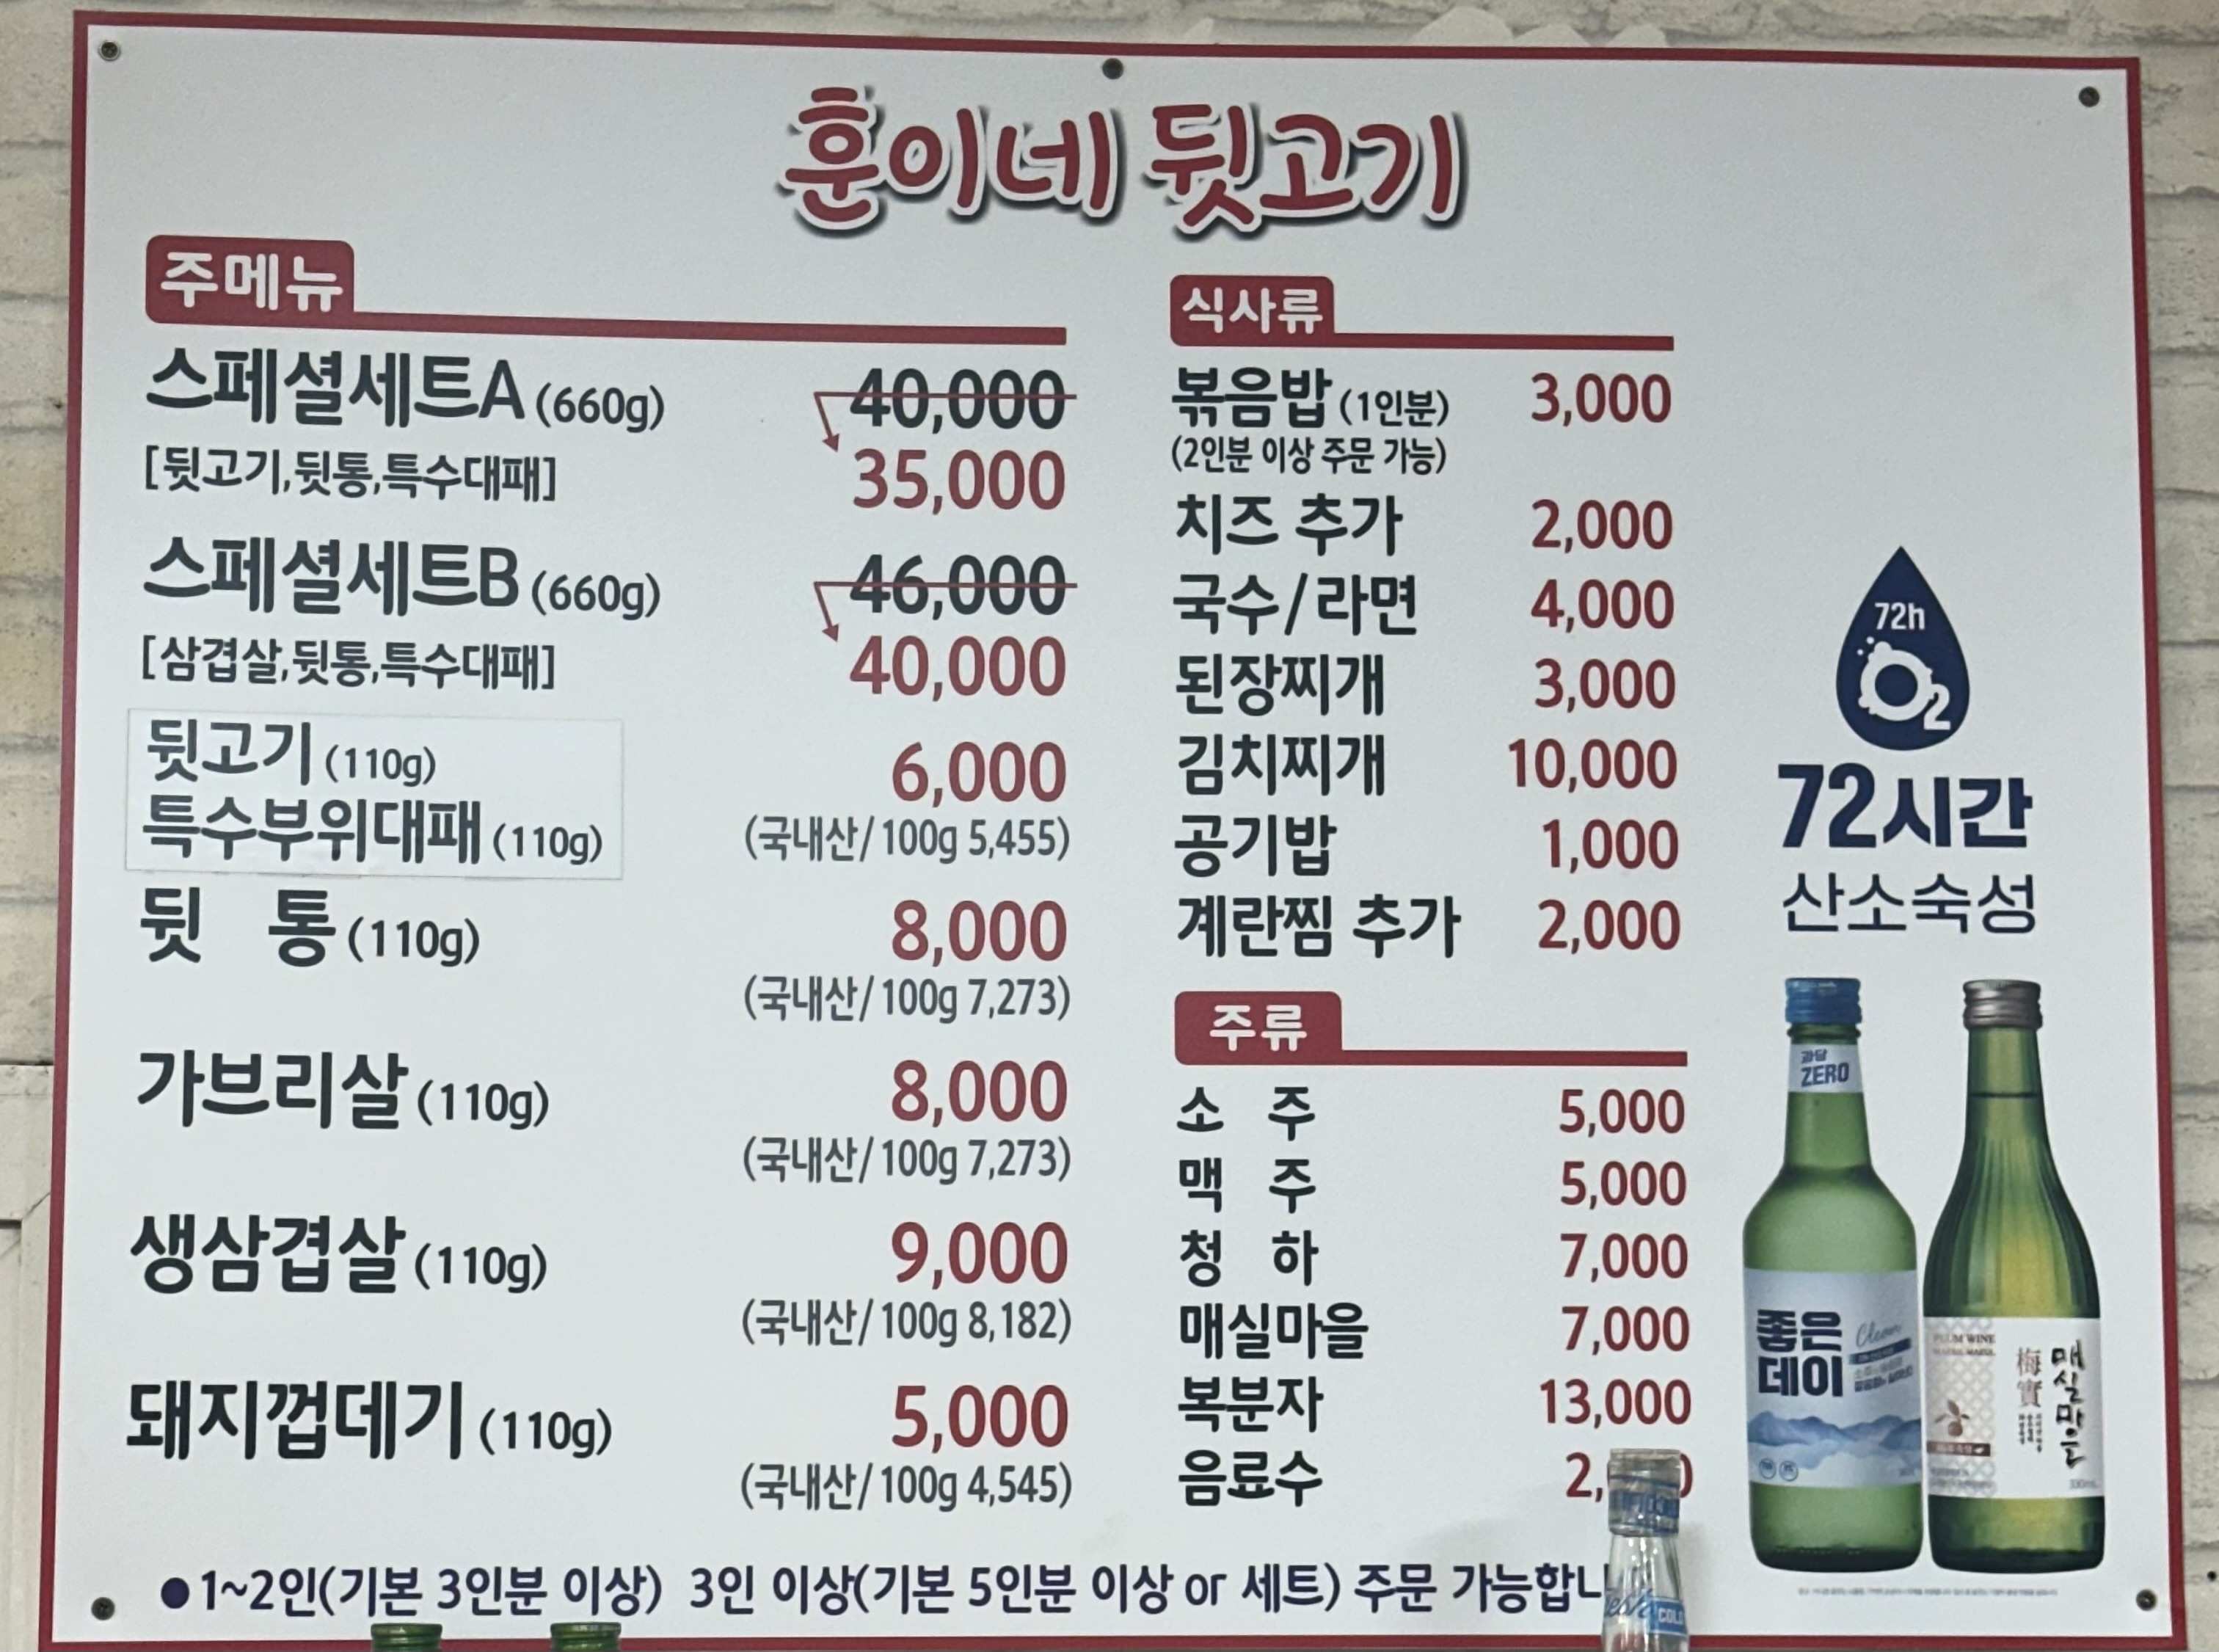 훈이네 뒷고기
주메뉴
스페셜세트A (660g) 40,000
[뒷고기,뒷통,특수대패] 35,000
스페셜세트B (660g) 46,000
[삼겹살,뒷통,특수대패] 40,000
뒷고기 (110g)
특수부위대패 (110g)
6,000
(국내산/100g 5,455)
뒷 통 (110g) 8,000
(국내산/100g 7,273)
가브리살 (110g) 8,000
(국내산/100g 7,273)
생삼겹살 (110g) 9,000
(국내산/100g 8,182)
돼지껍데기 (110g) 5,000
(국내산/100g 4,545)
식사류
볶음밥 (1인분) 3,000
(2인분 이상 주문 가능)
치즈 추가 2,000
국수/라면 4,000
된장찌개 3,000
김치찌개 10,000
공기밥 1,000
계란찜 추가 2,000
주류
소 주 5,000
맥 주 5,000
청 하 7,000
매실마을 7,000
복분자 13,000
음료수
72h
O2
72시간
산소숙성
과당
ZERO
좋은
데이
Clean
PLUM WINE
매실마을
梅實
●1~2인(기본 3인분 이상) 3인 이상(기본 5인분 이상 or 세트) 주문 가능합니
COLD